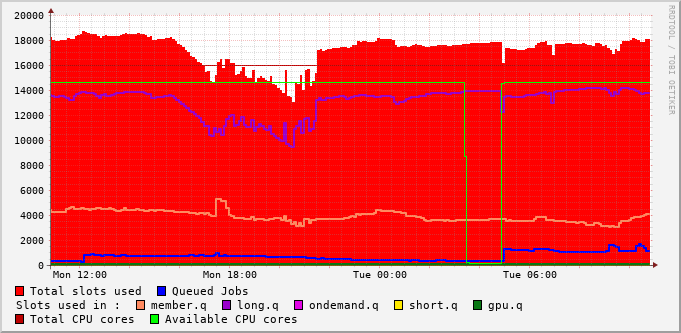 20000
18000
16000
14000
12000
10000
8000
6000
4000
2000
0
Mon 12:00 Mon 18:00 Tue 00:00 Tue 06:00
RRDTOOL / TOBI OETIKER
Total slots used Queued Jobs
Slots used in : member.q long.q ondemand.q short.q gpu.q
Total CPU cores Available CPU cores